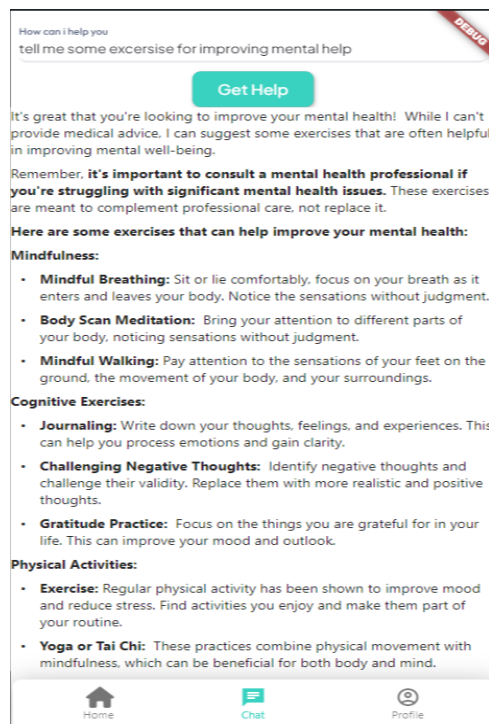 How can i help you
DEBUG
tell me some excersise for improving mental help
Get Help
It's great that you're looking to improve your mental health!  While I can't
provide medical advice, I can suggest some exercises that are often helpful
in improving mental well-being.
Remember, it's important to consult a mental health professional if
you're struggling with significant mental health issues. These exercises
are meant to complement professional care, not replace it.
Here are some exercises that can help improve your mental health:
Mindfulness:
• Mindful Breathing: Sit or lie comfortably, focus on your breath as it
enters and leaves your body. Notice the sensations without judgment.
• Body Scan Meditation:  Bring your attention to different parts of
your body, noticing sensations without judgment.
• Mindful Walking: Pay attention to the sensations of your feet on the
ground, the movement of your body, and your surroundings.
Cognitive Exercises:
• Journaling: Write down your thoughts, feelings, and experiences. This
can help you process emotions and gain clarity.
• Challenging Negative Thoughts:  Identify negative thoughts and
challenge their validity. Replace them with more realistic and positive
thoughts.
• Gratitude Practice:  Focus on the things you are grateful for in your
life. This can improve your mood and outlook.
Physical Activities:
• Exercise: Regular physical activity has been shown to improve mood
and reduce stress. Find activities you enjoy and make them part of
your routine.
• Yoga or Tai Chi:  These practices combine physical movement with
mindfulness, which can be beneficial for both body and mind.
Home
Chat
Profile